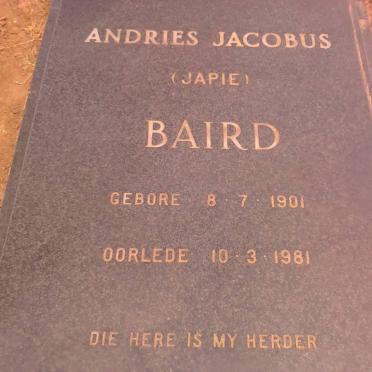 ANDRIES JACOBUS
(JAPIE)
BAIRD
GEBORE 8·7·1901
OORLEDE 10·3·1981
DIE HERE IS MY HERDER